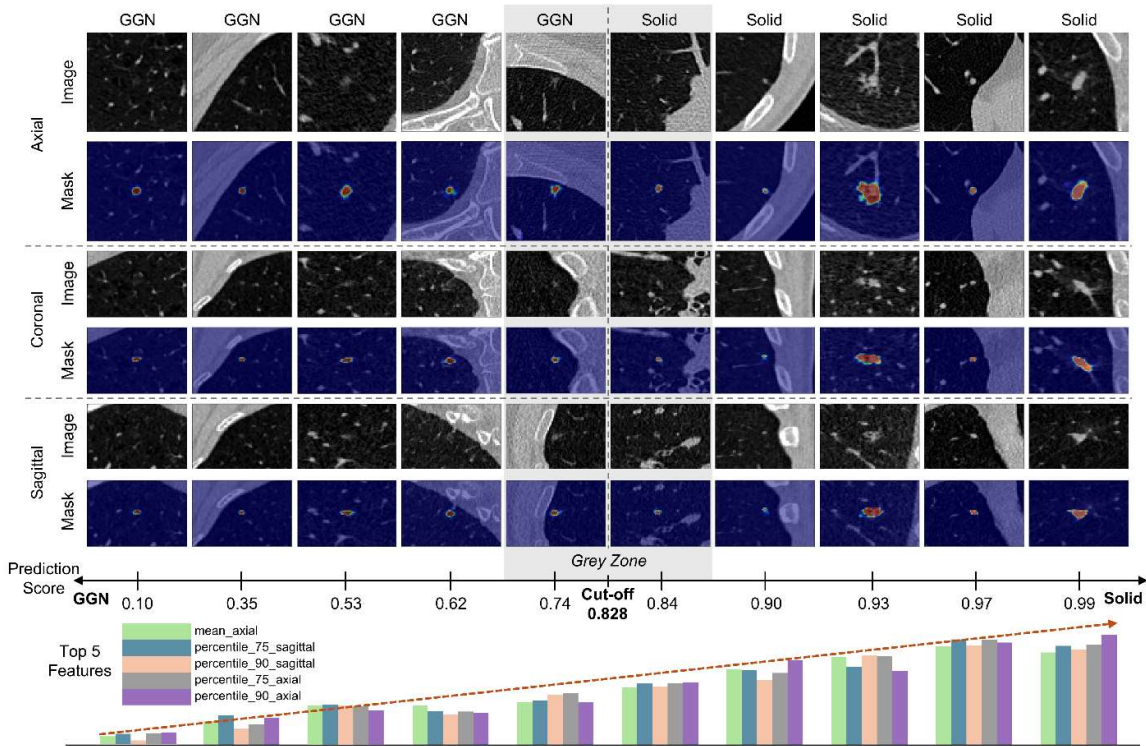 GGN GGN GGN GGN GGN Solid Solid Solid Solid Solid
Axial
Image
Mask
Coronal
Image
Mask
Sagittal
Image
Mask
Grey Zone
Prediction Score
GGN Cut-off Solid
0.10 0.35 0.53 0.62 0.74 0.828 0.84 0.90 0.93 0.97 0.99
Top 5 Features
mean_axial
percentile_75_sagittal
percentile_90_sagittal
percentile_75_axial
percentile_90_axial